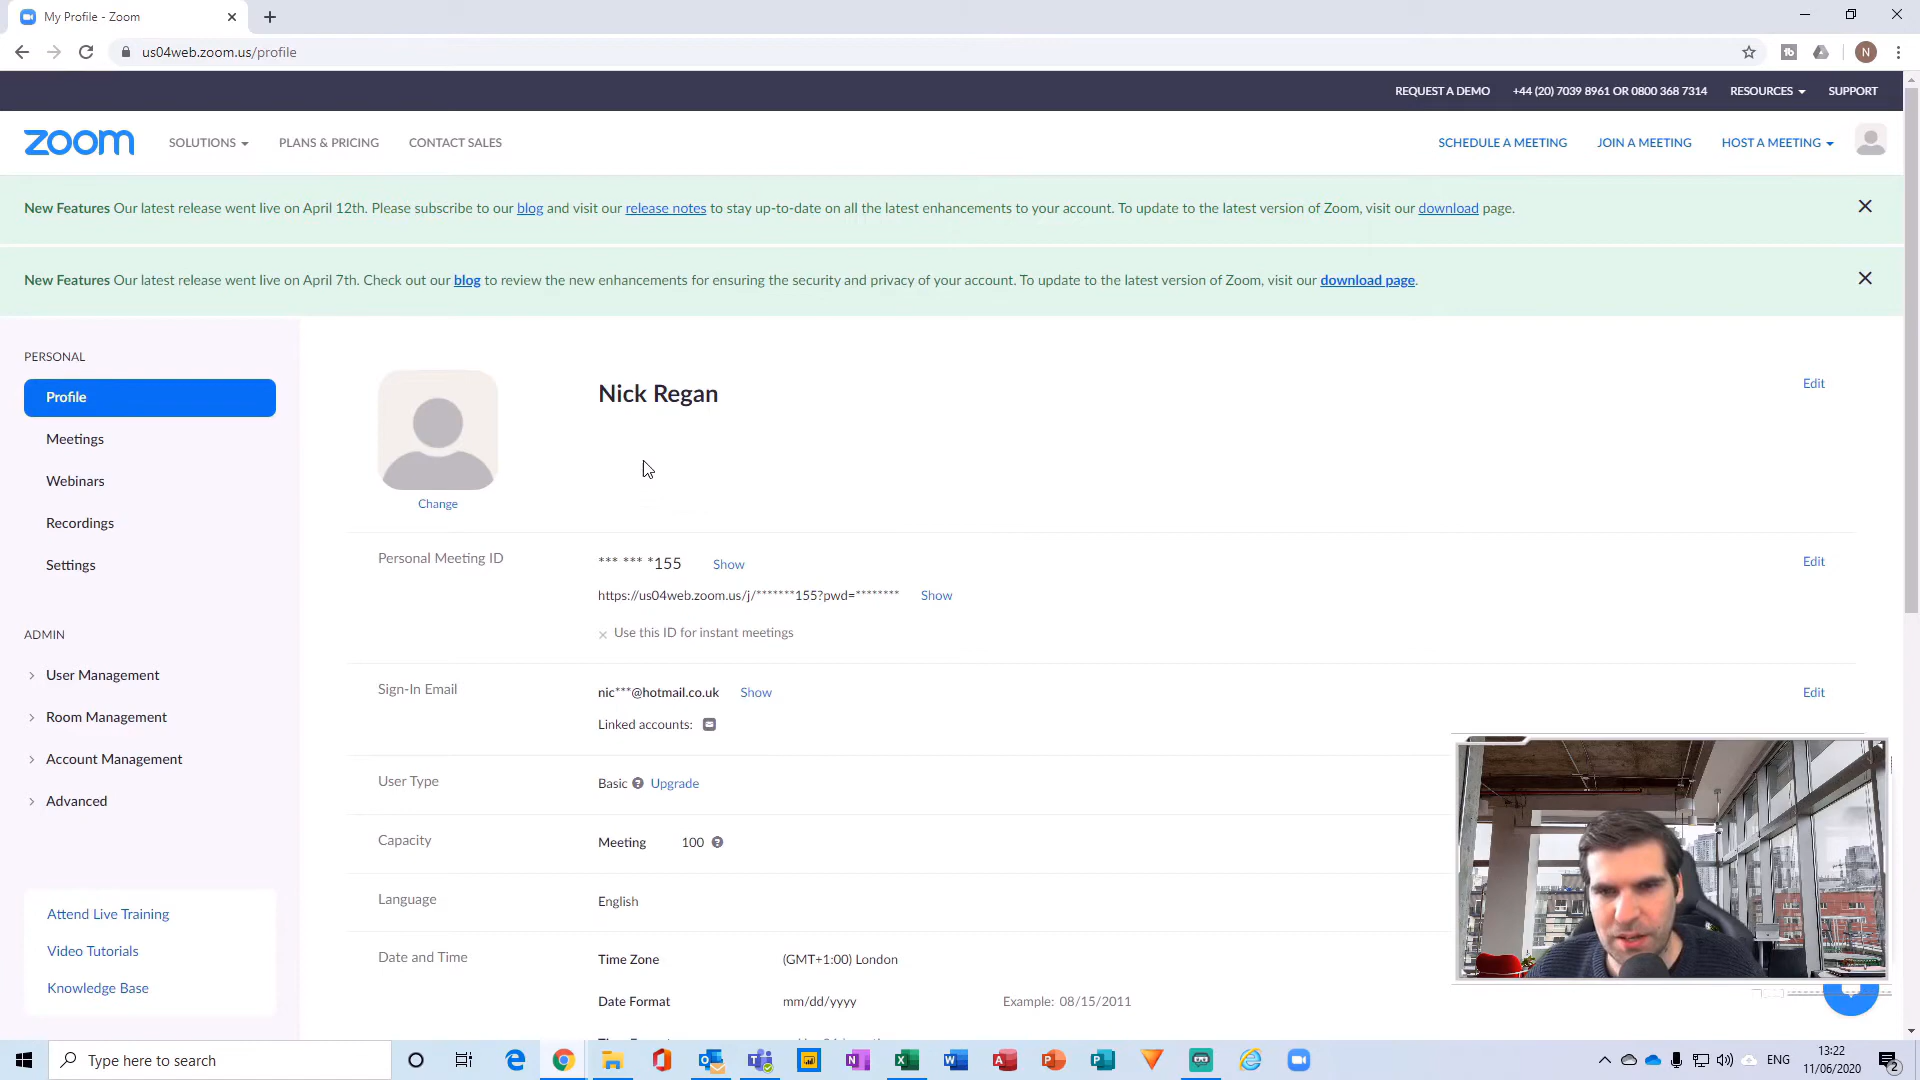 My Profile - Zoom
us04web.zoom.us/profile
N
REQUEST A DEMO +44 (20) 7039 8961 OR 0800 368 7314 RESOURCES SUPPORT
zoom SOLUTIONS PLANS & PRICING CONTACT SALES SCHEDULE A MEETING JOIN A MEETING HOST A MEETING
New Features Our latest release went live on April 12th. Please subscribe to our blog and visit our release notes to stay up-to-date on all the latest enhancements to your account. To update to the latest version of Zoom, visit our download page.
New Features Our latest release went live on April 7th. Check out our blog to review the new enhancements for ensuring the security and privacy of your account. To update to the latest version of Zoom, visit our download page.
PERSONAL
Profile
Meetings
Webinars
Recordings
Settings
ADMIN
User Management
Room Management
Account Management
Advanced
Attend Live Training
Video Tutorials
Knowledge Base
Nick Regan
Edit
Change
Personal Meeting ID *** *** *155 Show Edit
https://us04web.zoom.us/j/*******155?pwd=******** Show
× Use this ID for instant meetings
Sign-In Email nic***@hotmail.co.uk Show Edit
Linked accounts:
User Type Basic Upgrade
Capacity Meeting 100
Language English
Date and Time Time Zone (GMT+1:00) London
Date Format mm/dd/yyyy Example: 08/15/2011
Type here to search
ENG
13:22
11/06/2020
2